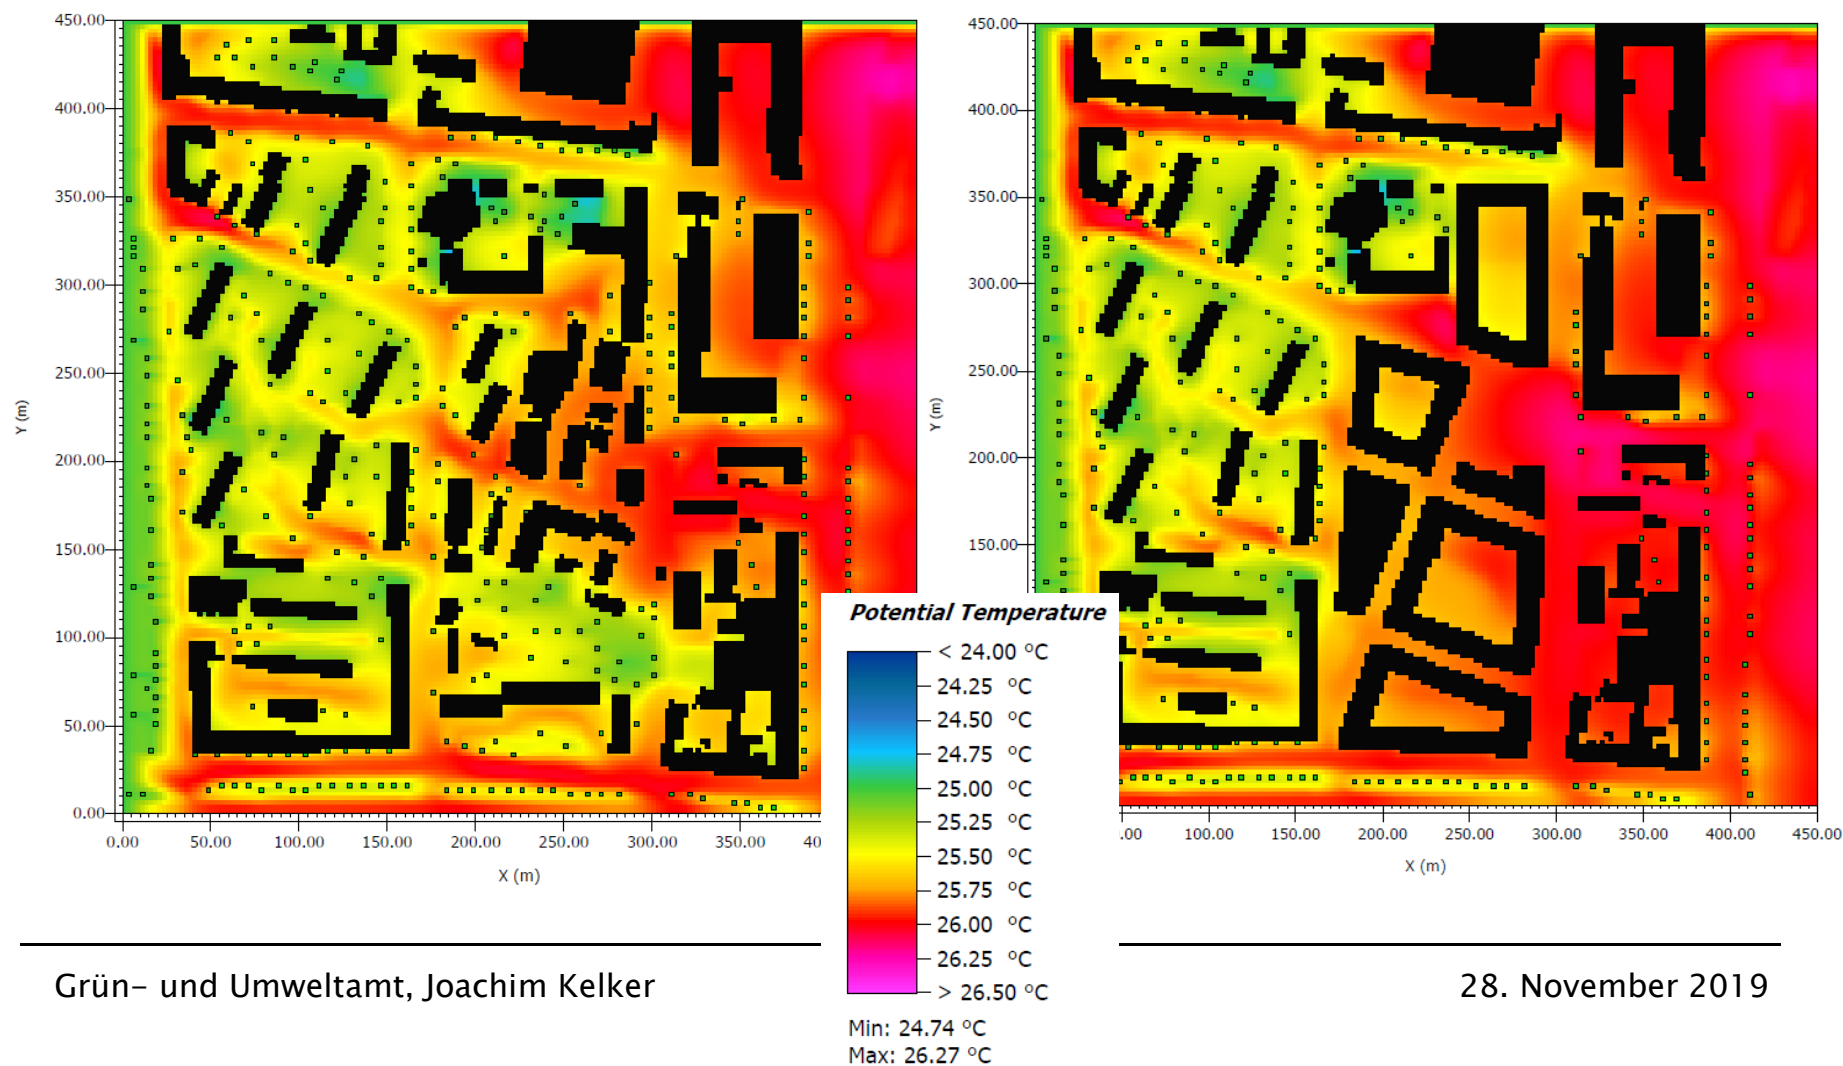 450.00
400.00
350.00
300.00
250.00
200.00
150.00
100.00
50.00
0.00
Y (m)
0.00 50.00 100.00 150.00 200.00 250.00 300.00 350.00 40
X (m)
450.00
400.00
350.00
300.00
250.00
200.00
150.00
Y (m)
.00 100.00 150.00 200.00 250.00 300.00 350.00 400.00 450.00
X (m)
Potential Temperature
< 24.00 °C
24.25 °C
24.50 °C
24.75 °C
25.00 °C
25.25 °C
25.50 °C
25.75 °C
26.00 °C
26.25 °C
> 26.50 °C
Min: 24.74 °C
Max: 26.27 °C
Grün- und Umweltamt, Joachim Kelker
28. November 2019